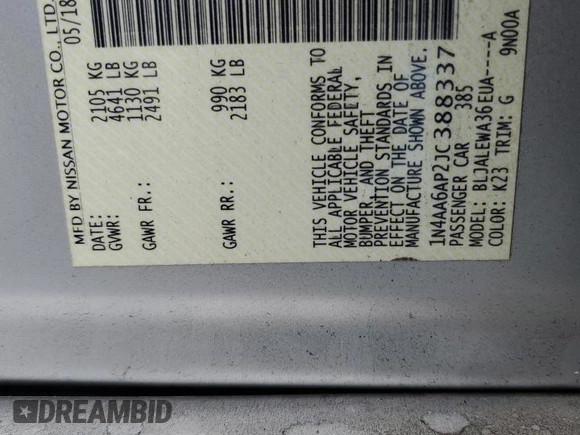 MFD BY NISSAN MOTOR CO., LTD.
DATE: 05/18
GVWR: 2105 KG
4641 LB
GAWR FR.: 1130 KG
2491 LB
GAWR RR.: 990 KG
2183 LB
THIS VEHICLE CONFORMS TO
ALL APPLICABLE FEDERAL
MOTOR VEHICLE SAFETY,
BUMPER, AND THEFT
PREVENTION STANDARDS IN
EFFECT ON THE DATE OF
MANUFACTURE SHOWN ABOVE.
1N4AA6AP2JC388337
PASSENGER CAR 385
MODEL: BLJALEWA36EUA----A
COLOR: K23 TRIM: G 9N00A
DREAMBID